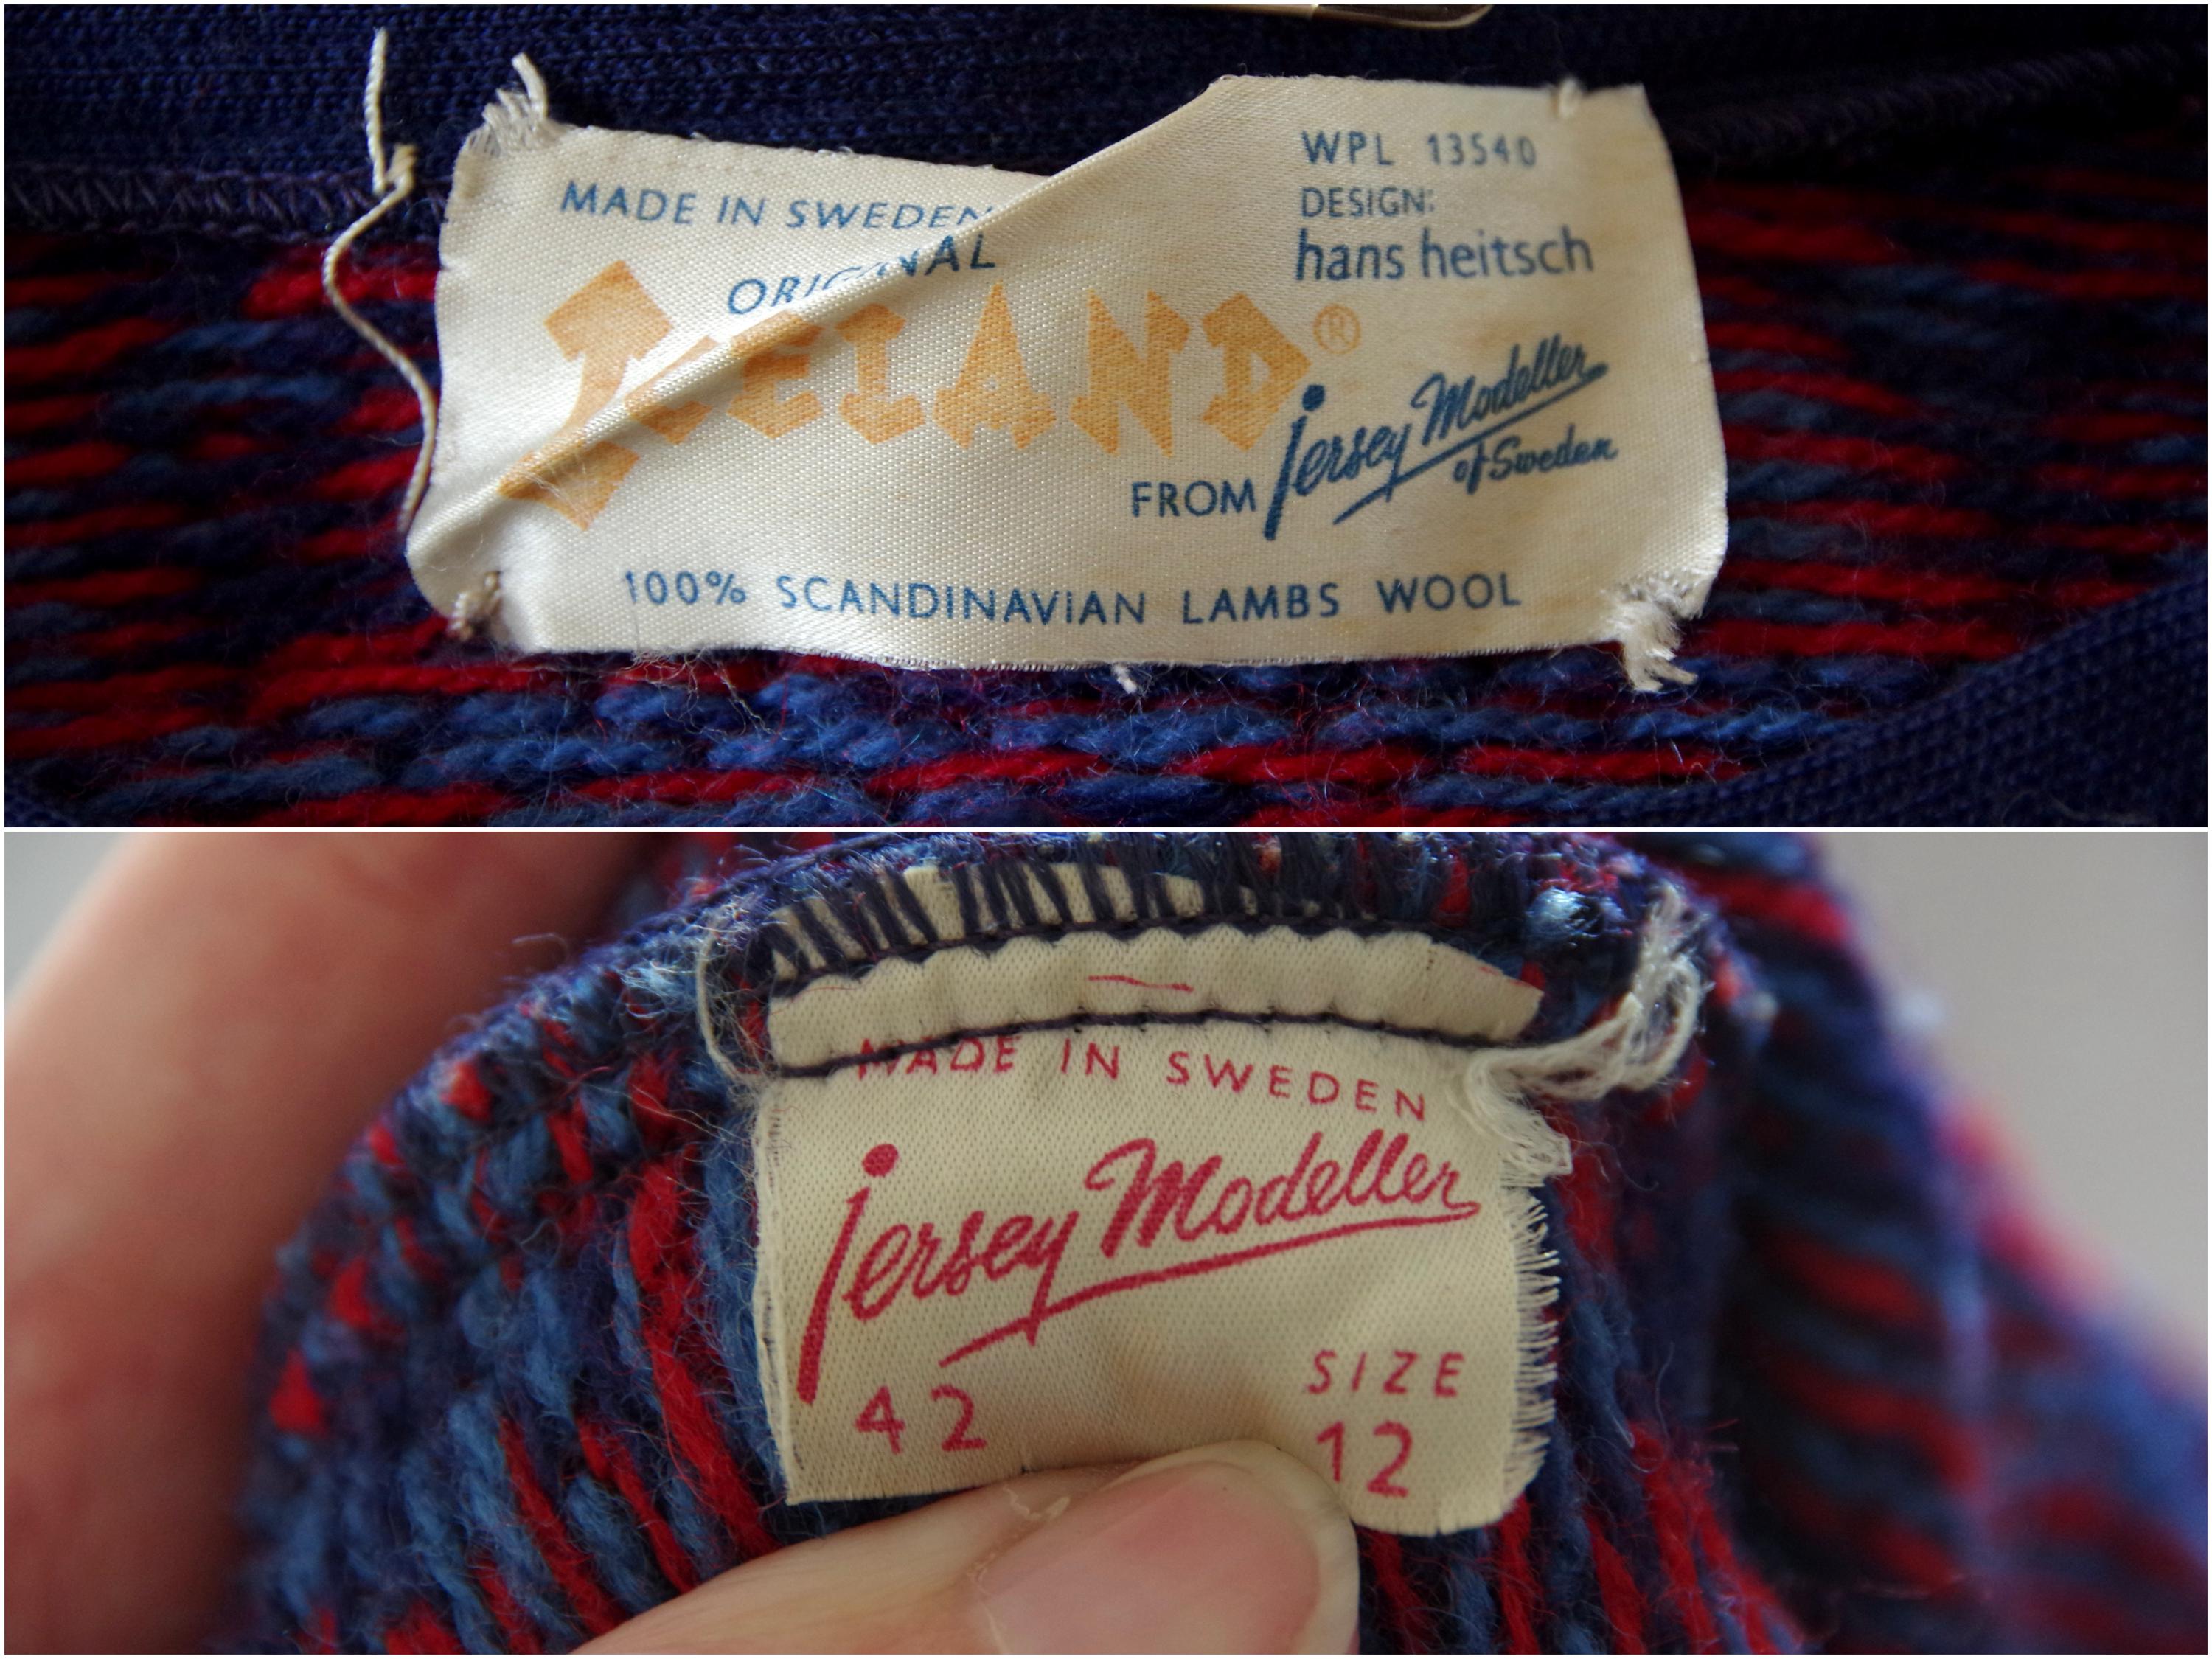 MADE IN SWEDEN
ORIGINAL
ICELAND®
WPL 13540
DESIGN:
hans heitsch
FROM jersey Modeller
of Sweden
100% SCANDINAVIAN LAMBS WOOL
MADE IN SWEDEN
jersey Modeller
42 SIZE
12